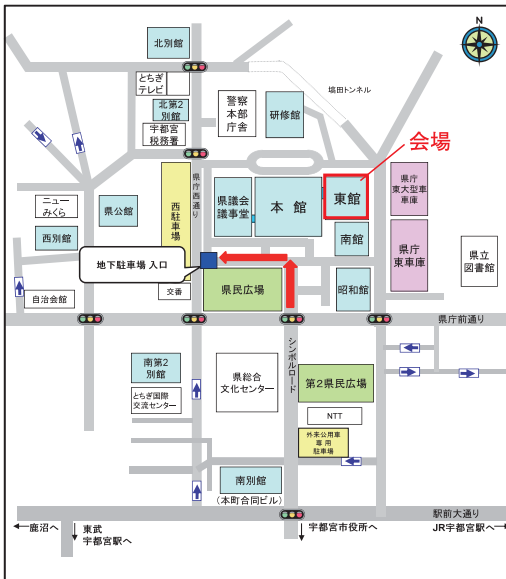 N
北別館
とちぎ
テレビ
北第2
別館
宇都宮
税務署
警察
本部
庁舎
研修館
塙田トンネル
会場
ニュー
みくら
県公館
西別館
自治会館
西駐車場
県庁西通り
県議会
議事堂
本館
東館
南館
昭和館
県庁
東大型車
車庫
県庁
東車庫
県立
図書館
地下駐車場 入口
交番
県民広場
県庁前通り
シンボルロード
南第2
別館
とちぎ国際
交流センター
県総合
文化センター
第2県民広場
NTT
外来公用車
専用
駐車場
南別館
(本町合同ビル)
駅前大通り
鹿沼へ
東武
宇都宮駅へ
宇都宮市役所へ
JR宇都宮駅へ